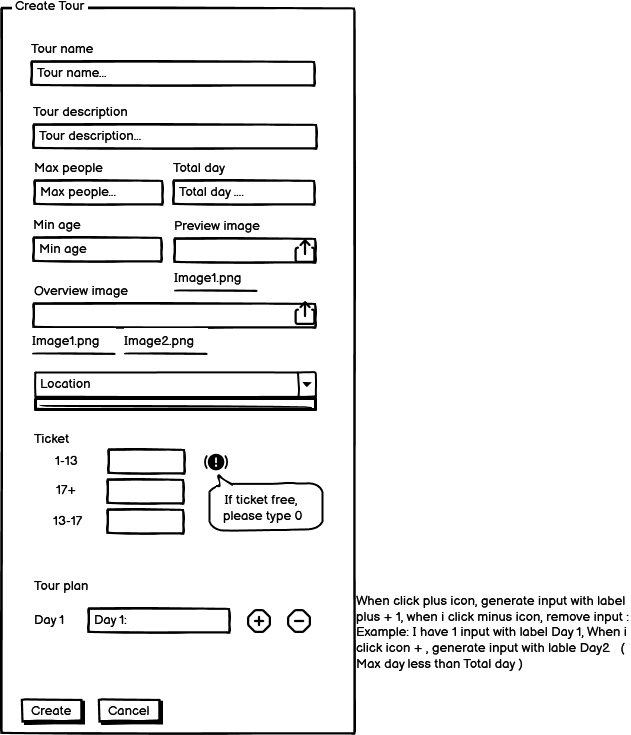 Create Tour
Tour name
Tour name...
Tour description
Tour description...
Max people
Total day
Max people...
Total day ....
Min age
Preview image
Min age
Image1.png
Overview image
Image1.png
Image2.png
Location
Ticket
1-13
17+
If ticket free,
please type 0
13-17
Tour plan
Day 1
Day 1:
When click plus icon, generate input with label
plus + 1, when i click minus icon, remove input :
Example: I have 1 input with label Day 1, When i
click icon + , generate input with lable Day2 (
Max day less than Total day )
Create
Cancel